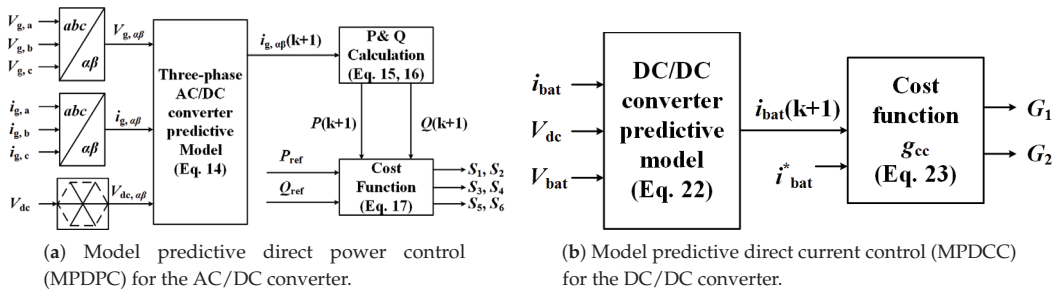 V_g, a
V_g, b
V_g, c
abc
αβ
V_g, αβ
i_g, a
i_g, b
i_g, c
abc
αβ
i_g, αβ
V_dc
V_dc, αβ
Three-phase
AC/DC
converter
predictive
Model
(Eq. 14)
i_g, αβ(k+1)
P& Q
Calculation
(Eq. 15, 16)
P(k+1)
Q(k+1)
P_ref
Q_ref
Cost
Function
(Eq. 17)
S_1, S_2
S_3, S_4
S_5, S_6
(a) Model predictive direct power control
(MPDPC) for the AC/DC converter.
i_bat
V_dc
V_bat
DC/DC
converter
predictive
model
(Eq. 22)
i_bat(k+1)
i*_bat
Cost
function
g_cc
(Eq. 23)
G_1
G_2
(b) Model predictive direct current control (MPDCC)
for the DC/DC converter.